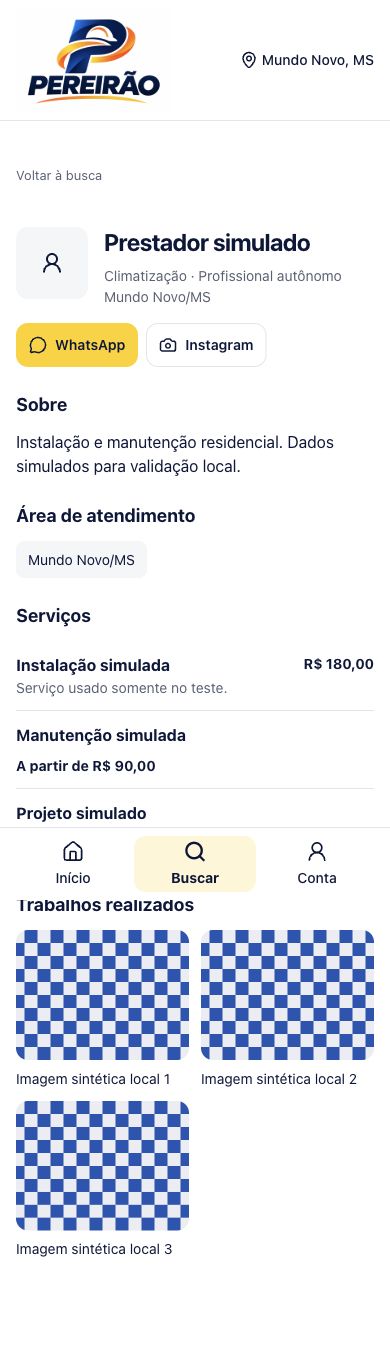 PEREIRÃO
Mundo Novo, MS
Voltar à busca
Prestador simulado
Climatização · Profissional autônomo
Mundo Novo/MS
WhatsApp
Instagram
Sobre
Instalação e manutenção residencial. Dados
simulados para validação local.
Área de atendimento
Mundo Novo/MS
Serviços
Instalação simulada
R$ 180,00
Serviço usado somente no teste.
Manutenção simulada
A partir de R$ 90,00
Projeto simulado
Início
Buscar
Conta
Trabalhos realizados
Imagem sintética local 1
Imagem sintética local 2
Imagem sintética local 3